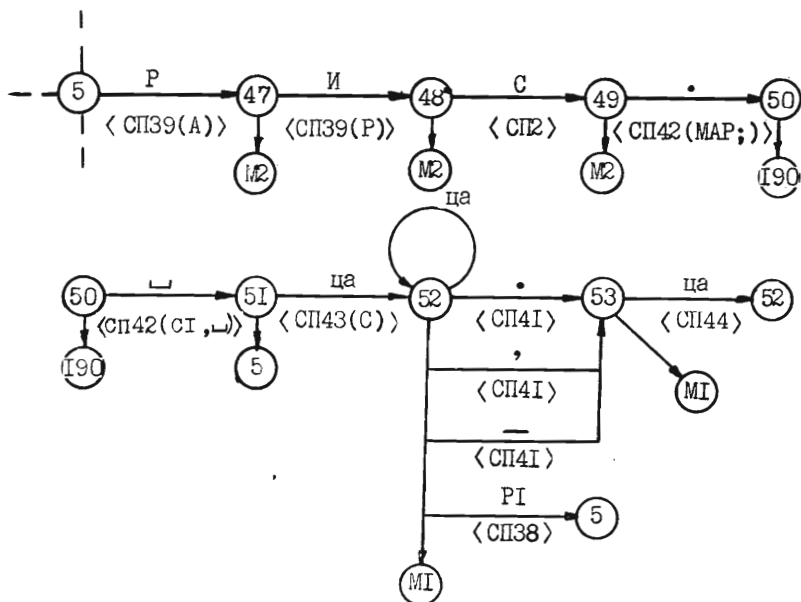 Р И С .
5 47 48 49 50
⟨СП39(А)⟩ ⟨СП39(Р)⟩ ⟨СП2⟩ ⟨СП42(МАР;)⟩
М2 М2 М2 I90
ца
50 ⌴ 5I ца 52 . 53 ца 52
⟨СП42(СI,⌴)⟩ ⟨СП43(С)⟩ ⟨СП4I⟩ ⟨СП44⟩
I90 5 , МI
⟨СП4I⟩
—
⟨СП4I⟩
РI
5
⟨СП38⟩
МI